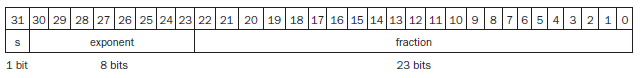 31 30 29 28 27 26 25 24 23 22 21 20 19 18 17 16 15 14 13 12 11 10 9 8 7 6 5 4 3 2 1 0
s exponent fraction
1 bit 8 bits 23 bits